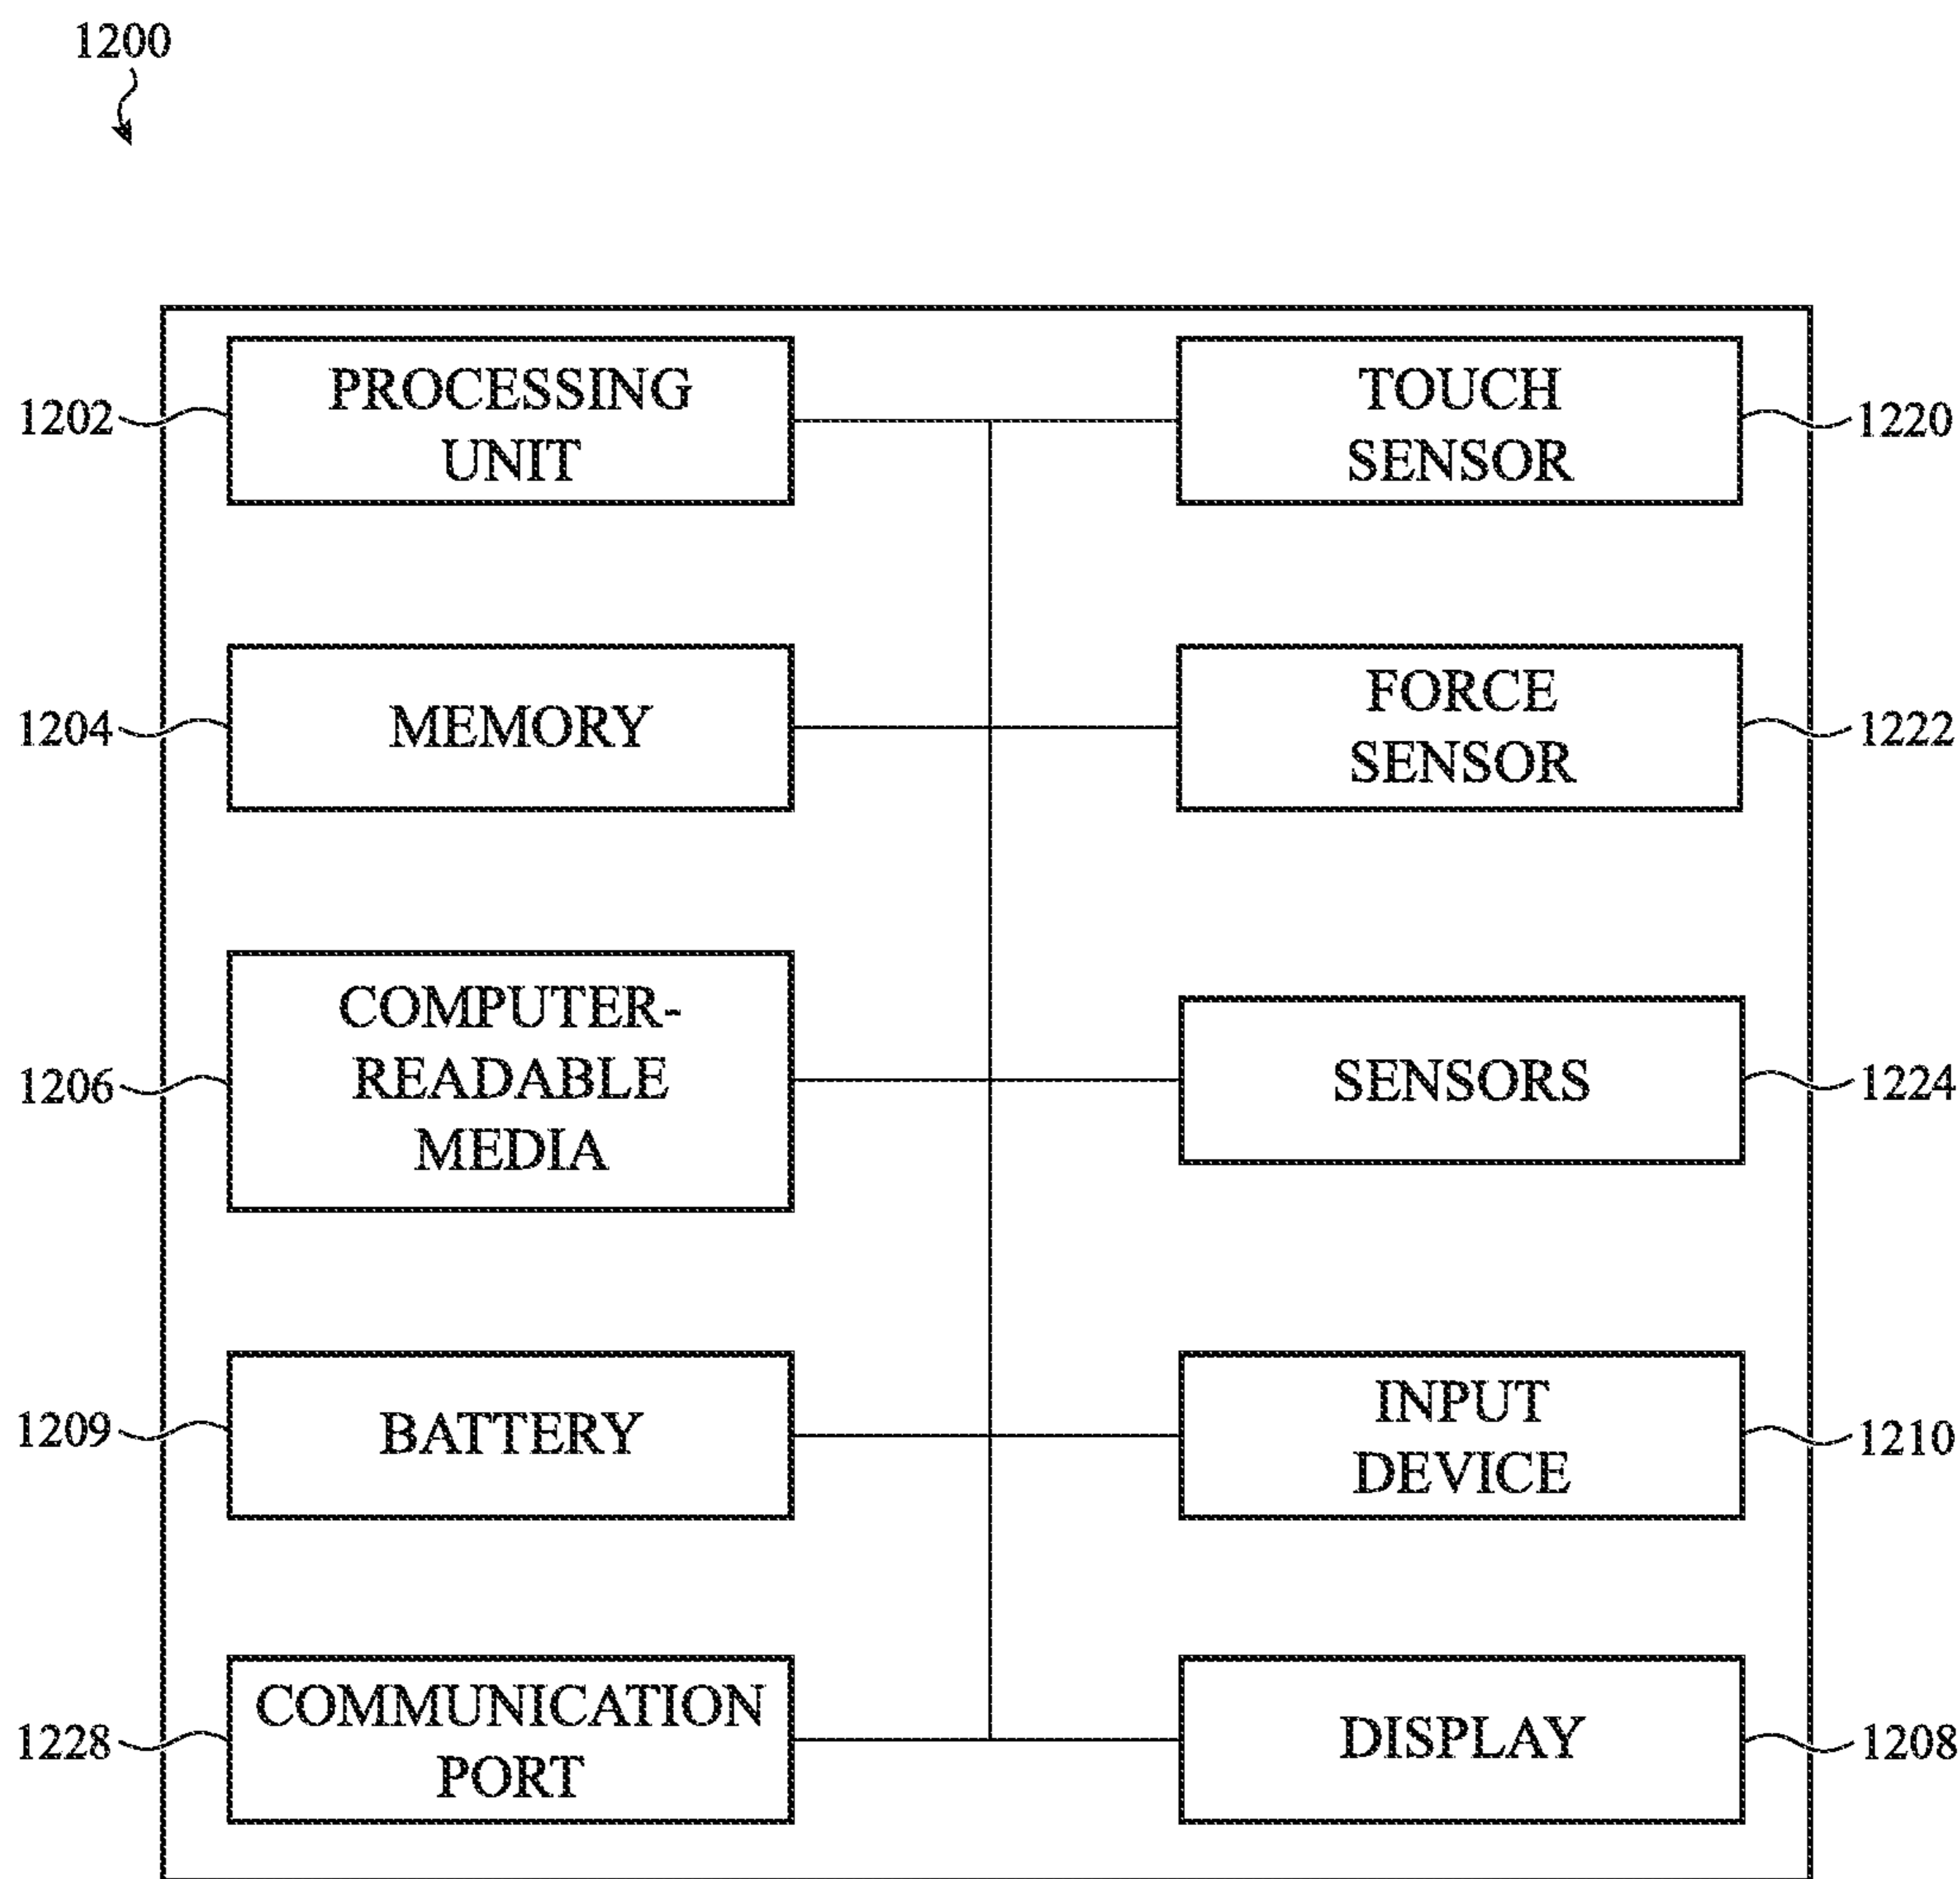 1200
PROCESSING
UNIT
1202
TOUCH
SENSOR
1220
MEMORY
1204
FORCE
SENSOR
1222
COMPUTER-
READABLE
MEDIA
1206
SENSORS
1224
BATTERY
1209
INPUT
DEVICE
1210
COMMUNICATION
PORT
1228
DISPLAY
1208